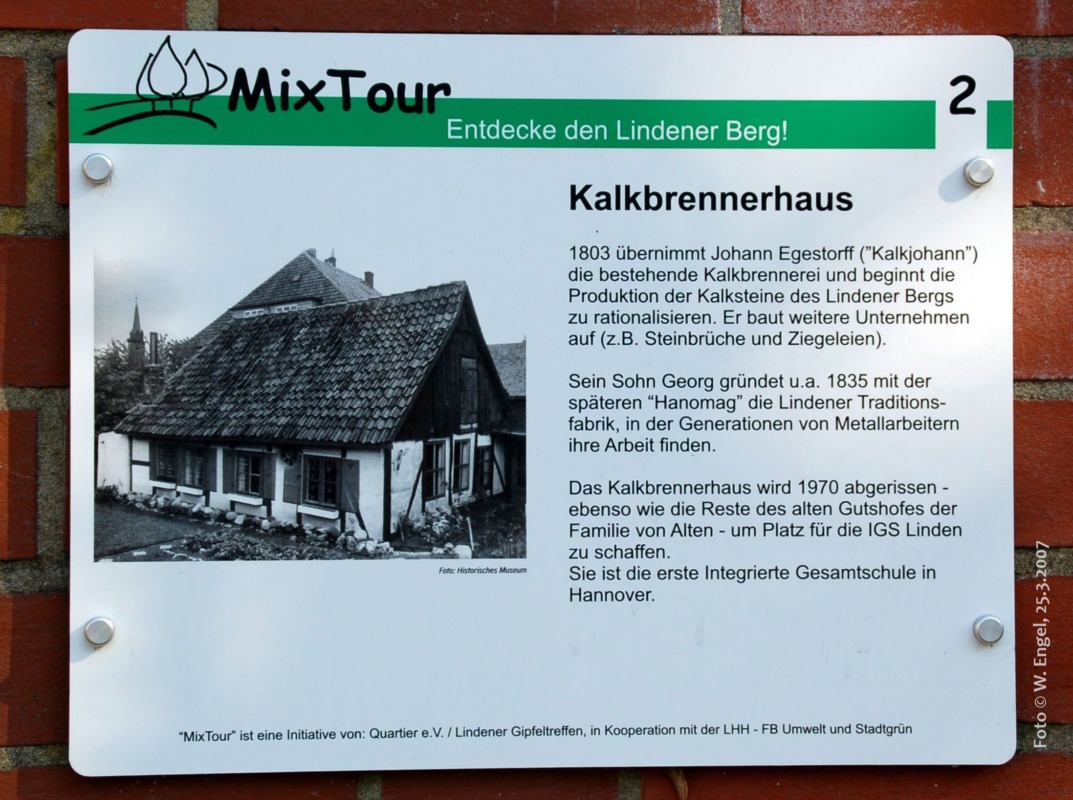 MixTour
2
Entdecke den Lindener Berg!
Kalkbrennerhaus
1803 übernimmt Johann Egestorff ("Kalkjohann")
die bestehende Kalkbrennerei und beginnt die
Produktion der Kalksteine des Lindener Bergs
zu rationalisieren. Er baut weitere Unternehmen
auf (z.B. Steinbrüche und Ziegeleien).
Sein Sohn Georg gründet u.a. 1835 mit der
späteren “Hanomag” die Lindener Traditions-
fabrik, in der Generationen von Metallarbeitern
ihre Arbeit finden.
Das Kalkbrennerhaus wird 1970 abgerissen -
ebenso wie die Reste des alten Gutshofes der
Familie von Alten - um Platz für die IGS Linden
zu schaffen.
Sie ist die erste Integrierte Gesamtschule in
Hannover.
Foto: Historisches Museum
“MixTour” ist eine Initiative von: Quartier e.V. / Lindener Gipfeltreffen, in Kooperation mit der LHH - FB Umwelt und Stadtgrün
Foto © W. Engel, 25.3.2007